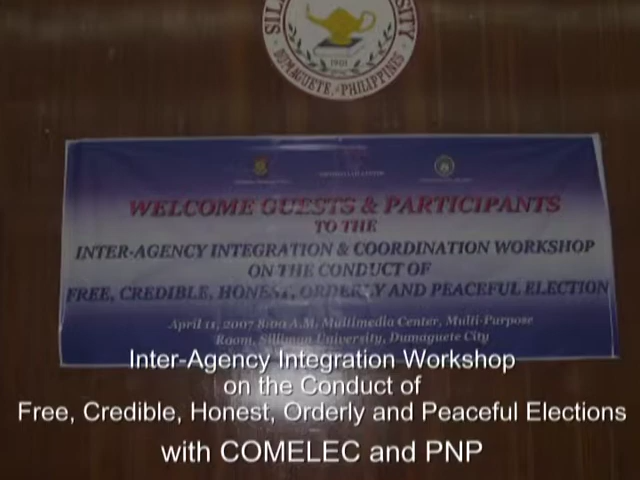 1901
DUMAGUETE, PHILIPPINES
WELCOME GUESTS & PARTICIPANTS
TO THE
INTER-AGENCY INTEGRATION & COORDINATION WORKSHOP
ON THE CONDUCT OF
FREE, CREDIBLE, HONEST, ORDERLY AND PEACEFUL ELECTION
April 11, 2007 8:00 A.M. Multimedia Center, Multi-Purpose
Room, Silliman University, Dumaguete City
Inter-Agency Integration Workshop
on the Conduct of
Free, Credible, Honest, Orderly and Peaceful Elections
with COMELEC and PNP